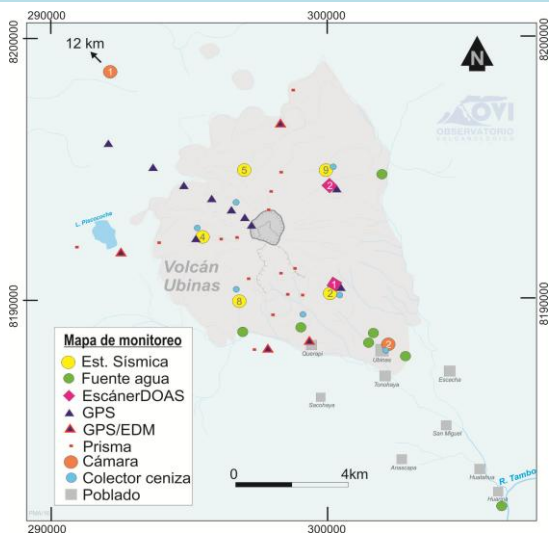 290000
300000
8200000
8200000
12 km
1
N
OVI
OBSERVATORIO
VULCANOLÓGICO
5
9
2
L. Piscococha
4
Volcán
Ubinas
1
2
8
8190000
8190000
2
Querapi
Ubinas
Tonohaya
Escacha
Sacohaya
San Miguel
Anascapa
Huatahua
Huarina
R. Tambo
Mapa de monitoreo
Est. Sísmica
Fuente agua
EscánerDOAS
GPS
GPS/EDM
Prisma
Cámara
Colector ceniza
Poblado
0
4km
290000
300000